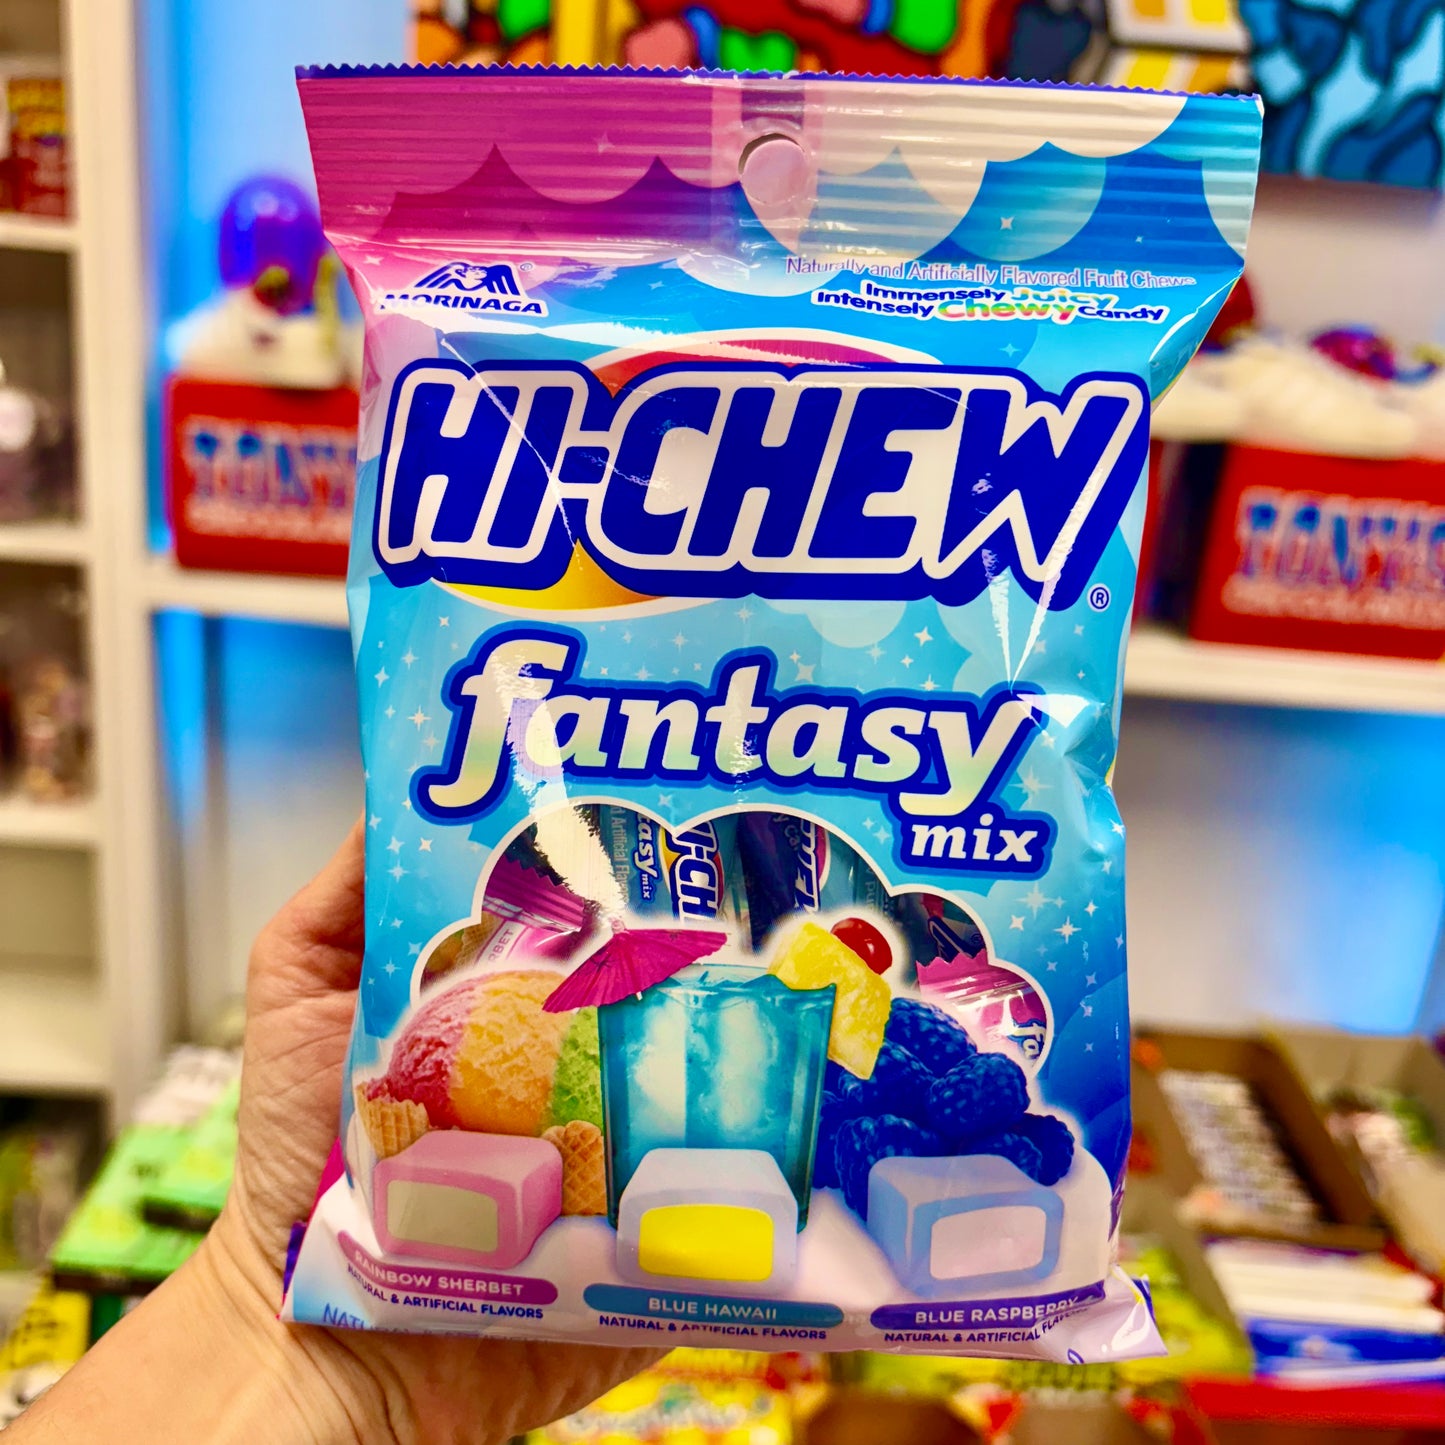 MORINAGA
Naturally and Artificially Flavored Fruit Chews
Immensely Juicy
Intensely Chewy Candy
HI-CHEW®
fantasy
mix
RAINBOW SHERBET
NATURAL & ARTIFICIAL FLAVORS
BLUE HAWAII
NATURAL & ARTIFICIAL FLAVORS
BLUE RASPBERRY
NATURAL & ARTIFICIAL FLAVORS